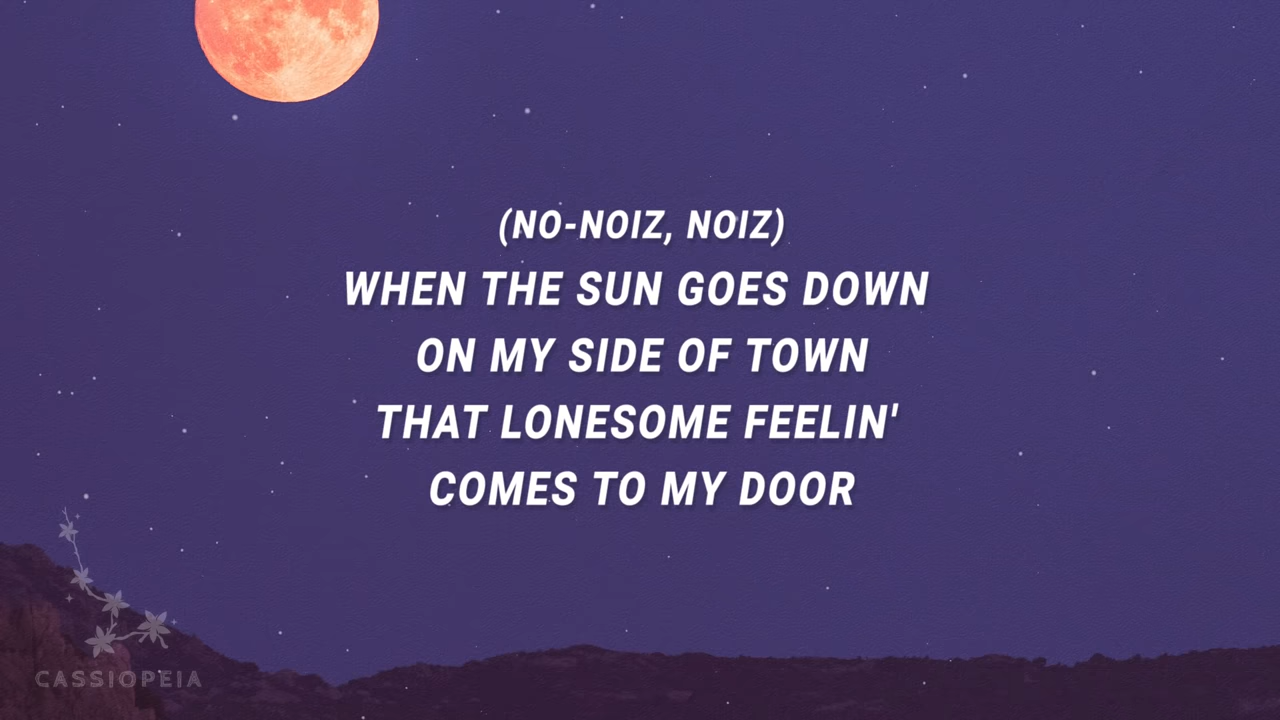 (NO-NOIZ, NOIZ)
WHEN THE SUN GOES DOWN
ON MY SIDE OF TOWN
THAT LONESOME FEELIN'
COMES TO MY DOOR
CASSIOPEIA